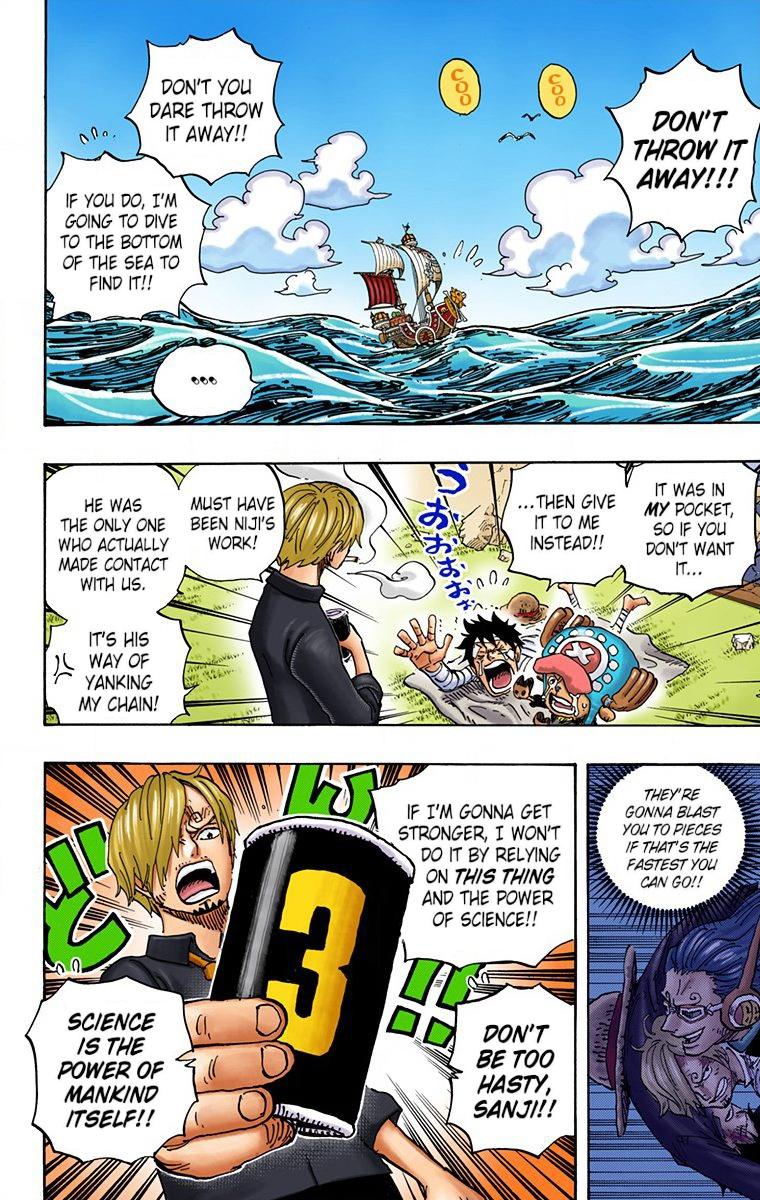 DON'T
THROW IT
AWAY!!!
COO
COO
DON'T YOU
DARE THROW
IT AWAY!!
IF YOU DO, I'M
GOING TO DIVE
TO THE BOTTOM
OF THE SEA TO
FIND IT!!
...
IT WAS IN
MY POCKET,
SO IF YOU
DON'T WANT
IT...
...THEN GIVE
IT TO ME
INSTEAD!!
うおおおおお
MUST HAVE
BEEN NIJI'S
WORK!
HE WAS
THE ONLY ONE
WHO ACTUALLY
MADE CONTACT
WITH US.
IT'S HIS
WAY OF
YANKING
MY CHAIN!
THEY'RE
GONNA BLAST
YOU TO PIECES
IF THAT'S THE
FASTEST YOU
CAN GO!!
IF I'M GONNA GET
STRONGER, I WON'T
DO IT BY RELYING
ON THIS THING
AND THE POWER
OF SCIENCE!!
どん!!
3
DON'T
BE TOO
HASTY,
SANJI!!
SCIENCE
IS THE
POWER OF
MANKIND
ITSELF!!